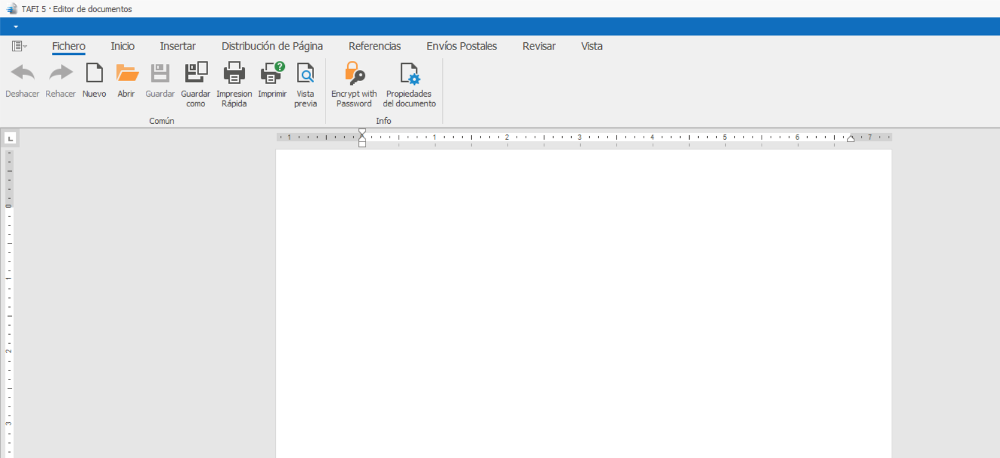 TAFI 5 · Editor de documentos
Fichero Inicio Insertar Distribución de Página Referencias Envíos Postales Revisar Vista
Deshacer Rehacer Nuevo Abrir Guardar Guardar como Impresion Rápida Imprimir Vista previa Encrypt with Password Propiedades del documento
Común Info
1 1 2 3 4 5 6 7
0
1
2
3